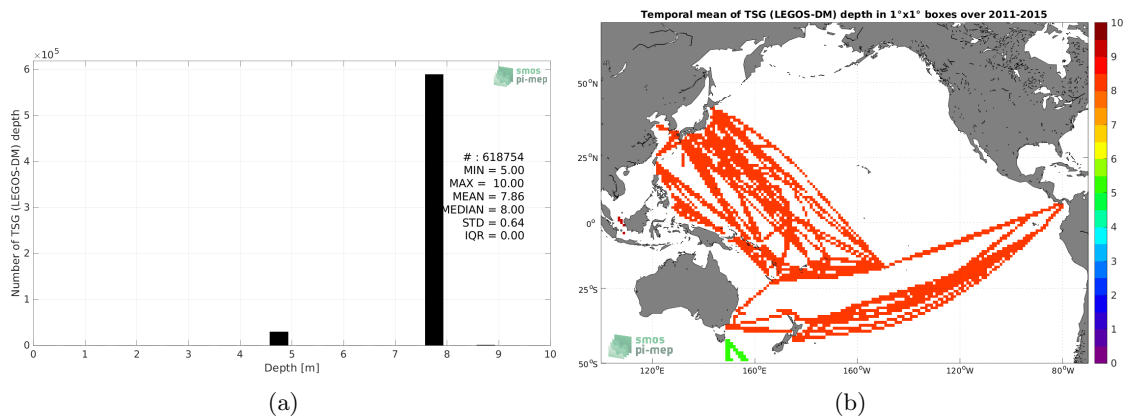 ×10⁵
6
5
4
3
2
1
0
Number of TSG (LEGOS-DM) depth
smos
pi-mep
# : 618754
MIN = 5.00
MAX = 10.00
MEAN = 7.86
MEDIAN = 8.00
STD = 0.64
IQR = 0.00
0 1 2 3 4 5 6 7 8 9 10
Depth [m]
(a)
Temporal mean of TSG (LEGOS-DM) depth in 1°x1° boxes over 2011-2015
50°N
25°N
0°
25°S
50°S
120°E
160°E
160°W
120°W
80°W
smos
pi-mep
10
9
8
7
6
5
4
3
2
1
0
(b)